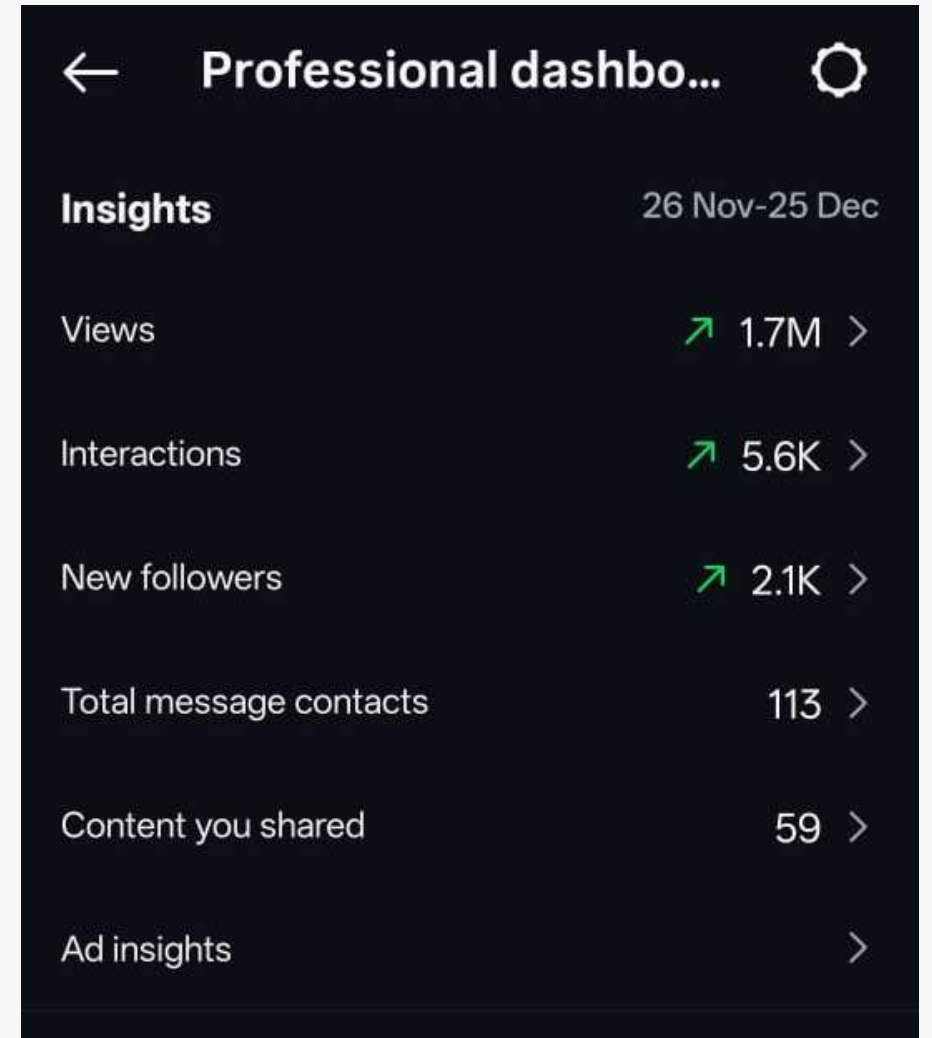 Professional dashbo...
Insights 26 Nov-25 Dec
Views 1.7M
Interactions 5.6K
New followers 2.1K
Total message contacts 113
Content you shared 59
Ad insights